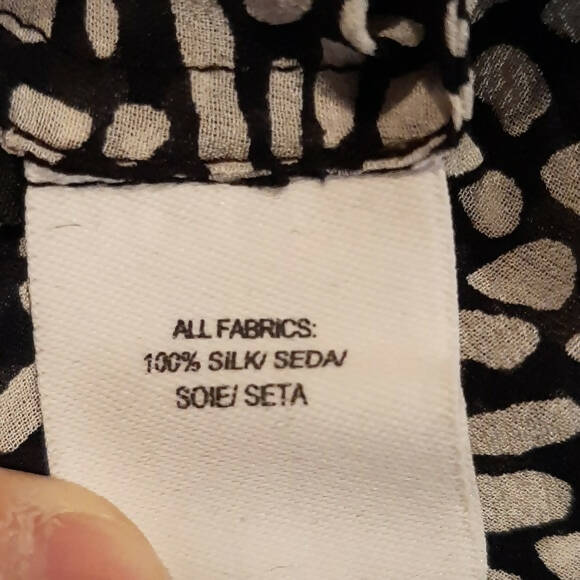 ALL FABRICS:
100% SILK/ SEDA/
SOIE/ SETA